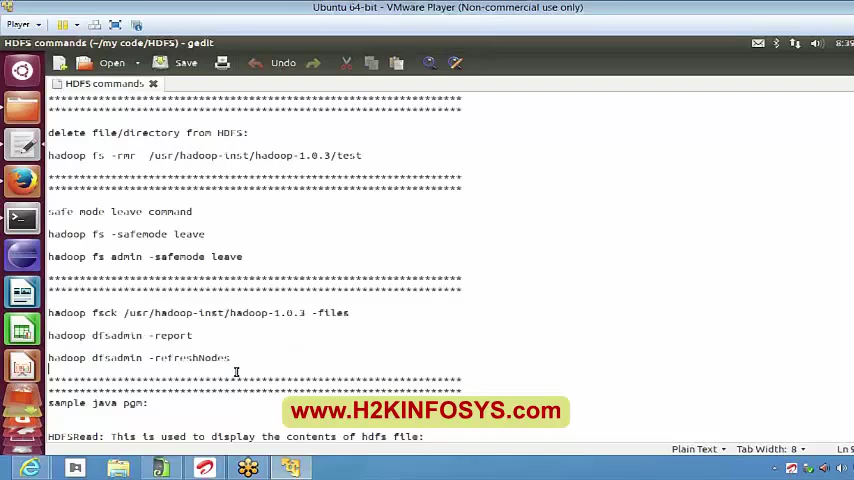 Ubuntu 64-bit - VMware Player (Non-commercial use only)
Player
HDFS commands (~/my code/HDFS) - gedit
8:39
Open
Save
Undo
HDFS commands
******************************************************************
******************************************************************
delete file/directory from HDFS:
hadoop fs -rmr  /usr/hadoop-inst/hadoop-1.0.3/test
******************************************************************
******************************************************************
safe mode leave command
hadoop fs -safemode leave
hadoop fs admin -safemode leave
******************************************************************
******************************************************************
hadoop fsck /usr/hadoop-inst/hadoop-1.0.3 -files
hadoop dfsadmin -report
hadoop dfsadmin -refreshNodes
******************************************************************
******************************************************************
sample java pgm:
www.H2KINFOSYS.com
HDFSRead: This is used to display the contents of hdfs file:
Plain Text
Tab Width: 8
Ln 9